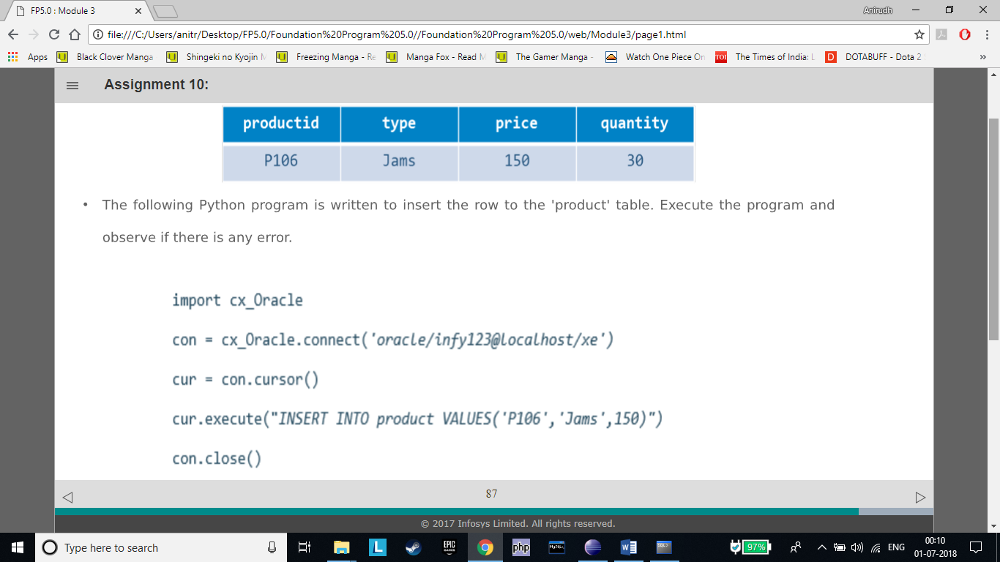 FP5.0 : Module 3
Anirudh
file:///C:/Users/anitr/Desktop/FP5.0/Foundation%20Program%205.0//Foundation%20Program%205.0/web/Module3/page1.html
Apps Black Clover Manga Shingeki no Kyojin Freezing Manga - Re Manga Fox - Read The Gamer Manga - TOI Watch One Piece On The Times of India: D DOTABUFF - Dota 2 »
Assignment 10:
productid type price quantity
P106 Jams 150 30
• The following Python program is written to insert the row to the 'product' table. Execute the program and
observe if there is any error.
import cx_Oracle
con = cx_Oracle.connect('oracle/infy123@localhost/xe')
cur = con.cursor()
cur.execute("INSERT INTO product VALUES('P106','Jams',150)")
con.close()
87
© 2017 Infosys Limited. All rights reserved.
Type here to search
L
EPIC GAMES
php
MySQL
W
SQL
97%
ENG
00:10
01-07-2018